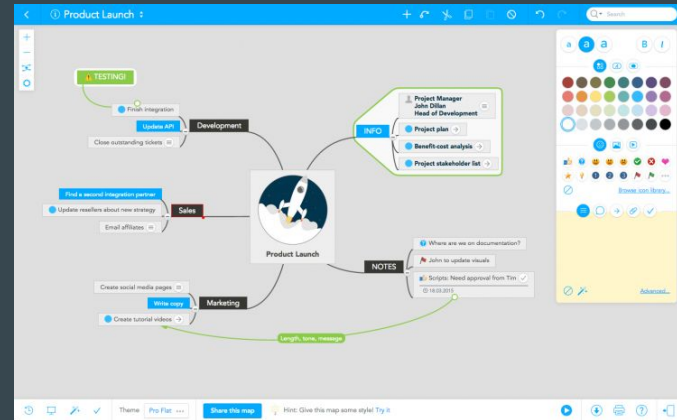 Product Launch
Search
TESTING!
Finish integration
Update API
Close outstanding tickets
Development
Find a second integration partner
Update resellers about new strategy
Email affiliates
Sales
Create social media pages
Write copy
Create tutorial videos
Marketing
Product Launch
INFO
Project Manager
John Dillan
Head of Development
Project plan
Benefit-cost analysis
Project stakeholder list
NOTES
Where are we on documentation?
John to update visuals
Scripts: Need approval from Tim
16.03.2015
Length, tone, message
a a a B I
Browse icon library...
Advanced...
Theme Pro Flat Share this map Hint: Give this map some style! Try it